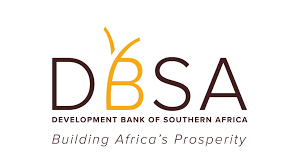 DBSA
DEVELOPMENT BANK OF SOUTHERN AFRICA
Building Africa's Prosperity